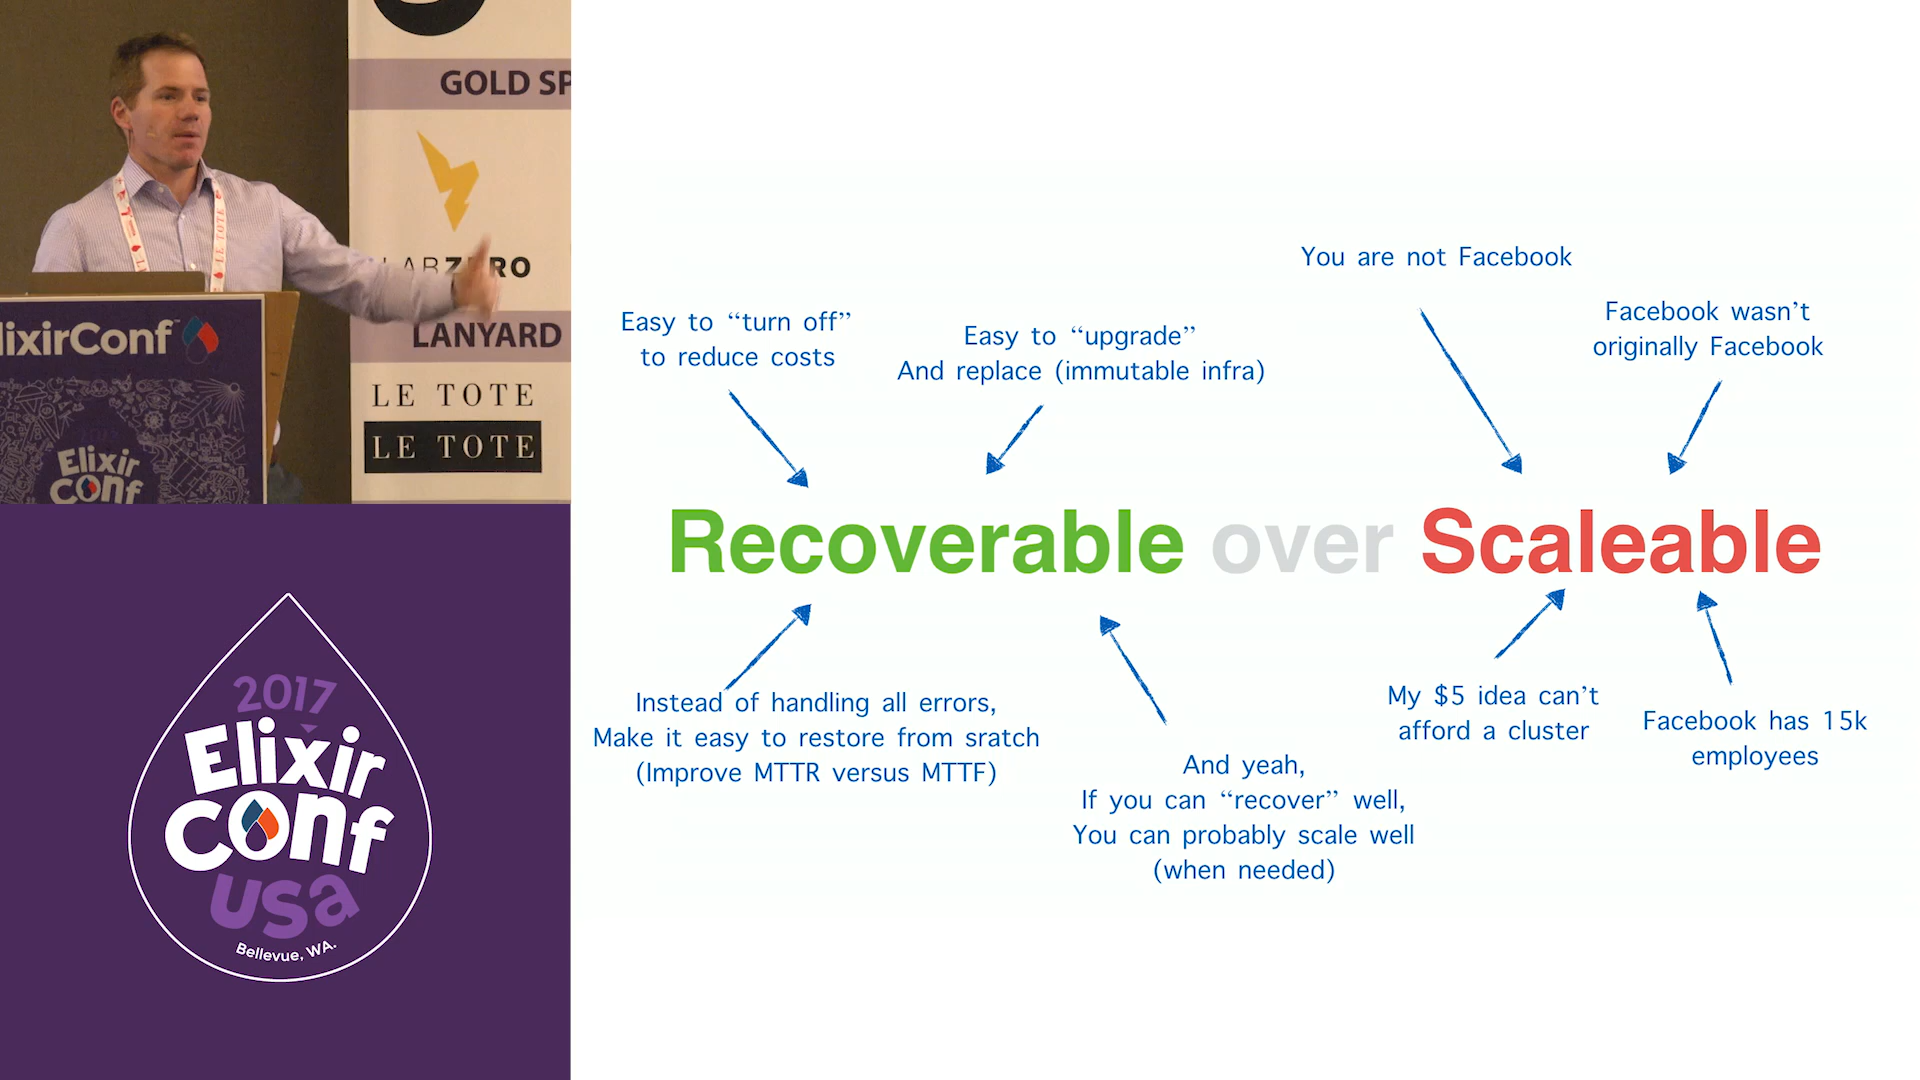 GOLD SP
LABZERO
LANYARD
LE TOTE
LE TOTE
LE TOTE
lixirConf
Elixir
conf
2017
Elixir
conf
usa
Bellevue, WA.
You are not Facebook
Facebook wasn't
originally Facebook
Easy to “turn off”
to reduce costs
Easy to “upgrade”
And replace (immutable infra)
Recoverable over Scaleable
Instead of handling all errors,
Make it easy to restore from sratch
(Improve MTTR versus MTTF)
And yeah,
If you can “recover” well,
You can probably scale well
(when needed)
My $5 idea can't
afford a cluster
Facebook has 15k
employees